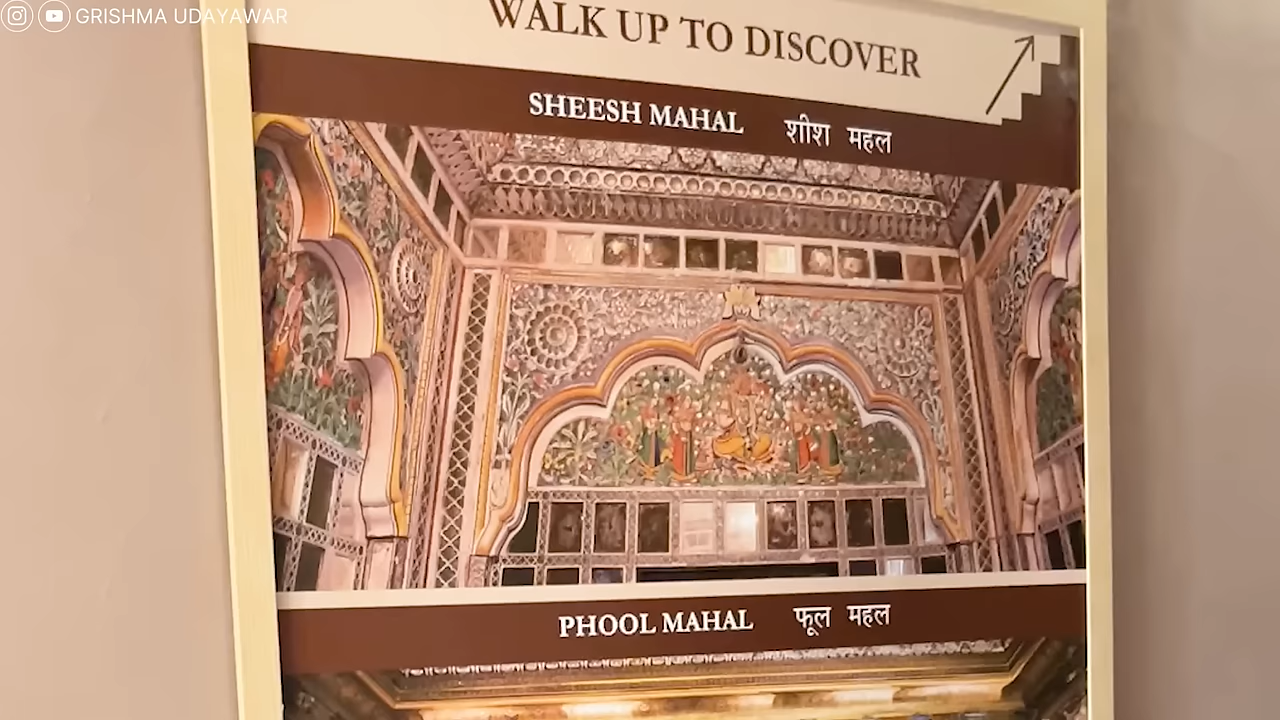 GRISHMA UDAYAWAR
WALK UP TO DISCOVER
SHEESH MAHAL शीश महल
PHOOL MAHAL फूल महल